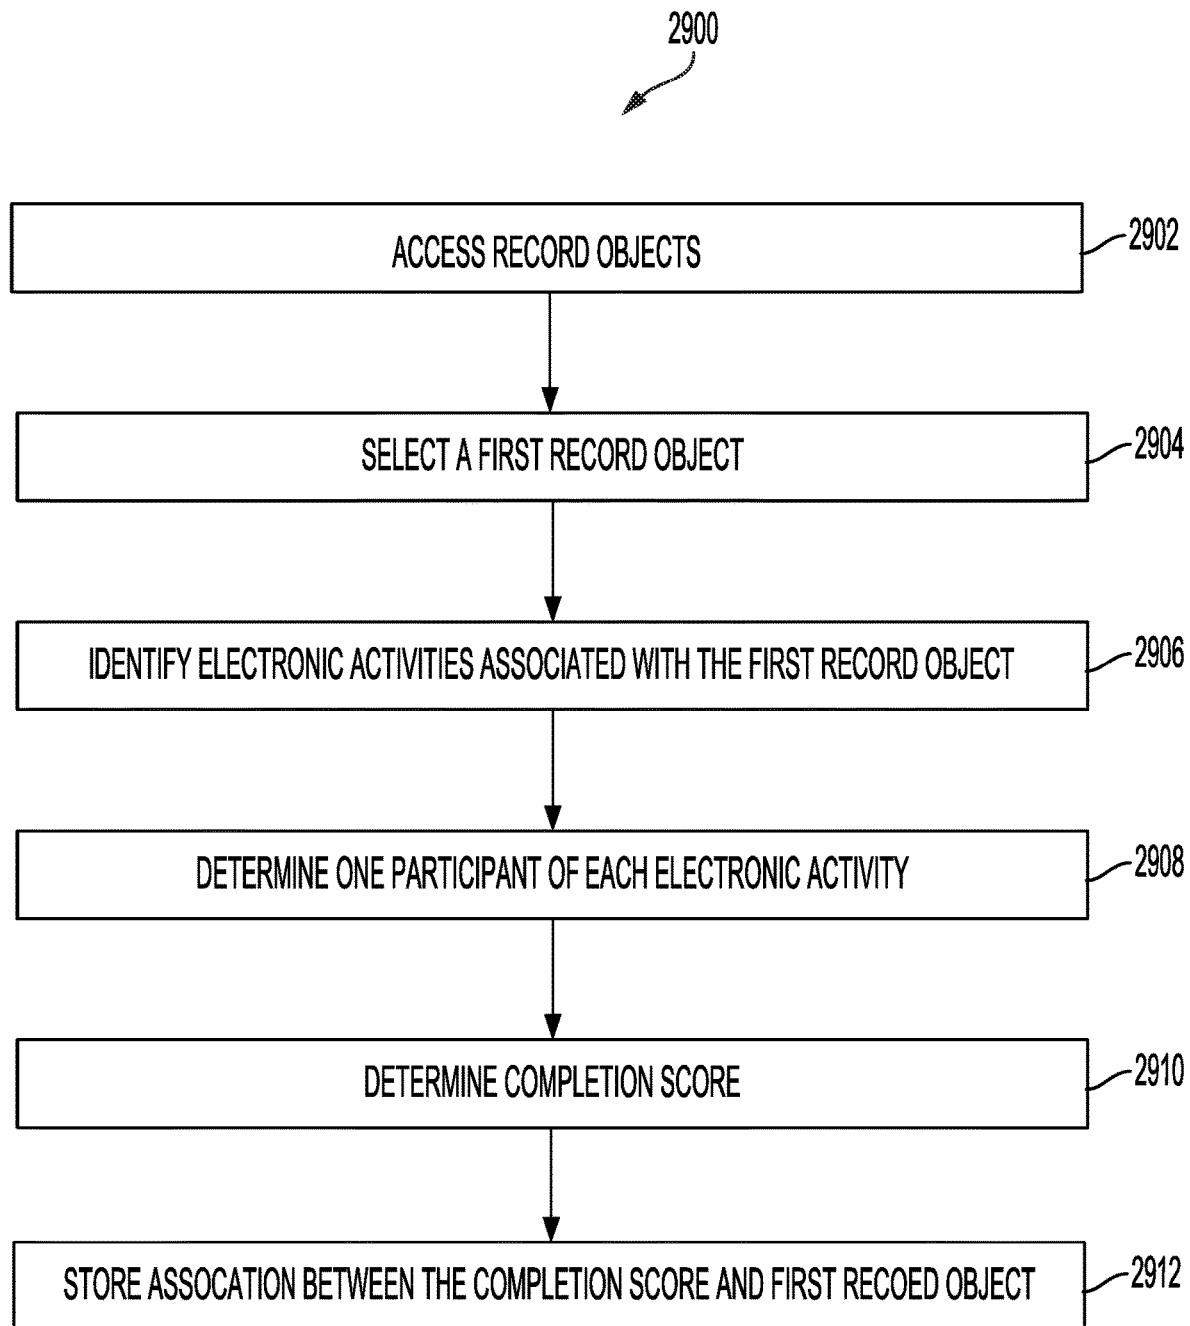 2900
ACCESS RECORD OBJECTS
2902
SELECT A FIRST RECORD OBJECT
2904
IDENTIFY ELECTRONIC ACTIVITIES ASSOCIATED WITH THE FIRST RECORD OBJECT
2906
DETERMINE ONE PARTICIPANT OF EACH ELECTRONIC ACTIVITY
2908
DETERMINE COMPLETION SCORE
2910
STORE ASSOCATION BETWEEN THE COMPLETION SCORE AND FIRST RECOED OBJECT
2912